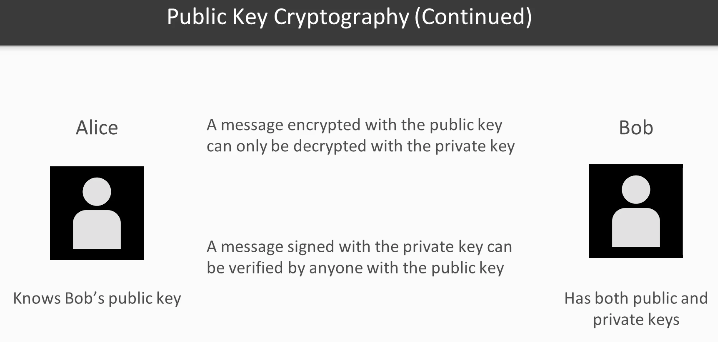 Public Key Cryptography (Continued)
Alice
A message encrypted with the public key
can only be decrypted with the private key
Bob
A message signed with the private key can
be verified by anyone with the public key
Knows Bob's public key
Has both public and
private keys